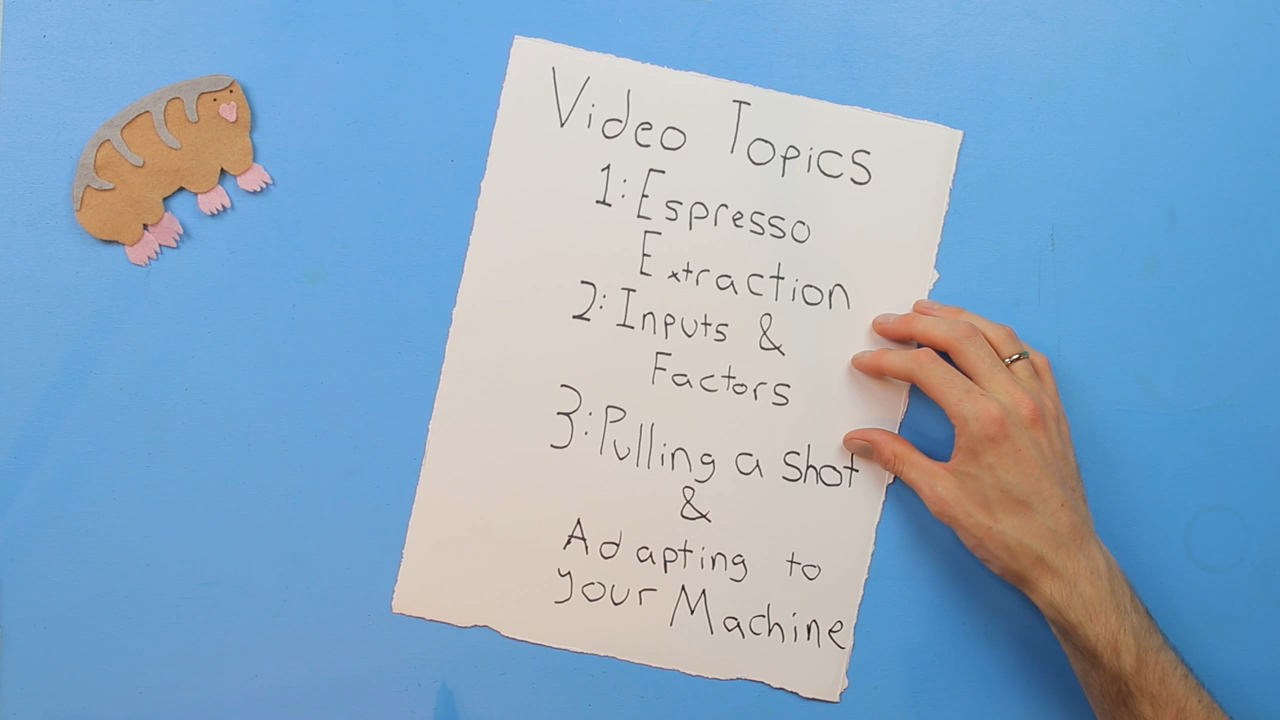 Video Topics
1: Espresso
Extraction
2: Inputs &
Factors
3: Pulling a shot
&
Adapting to
your Machine